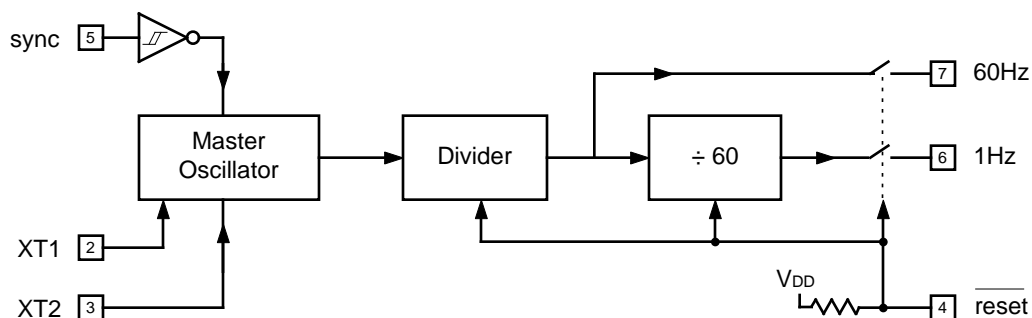 sync 5
7 60Hz
Master
Oscillator
Divider
÷ 60
6 1Hz
XT1 2
VDD
XT2 3
4 reset